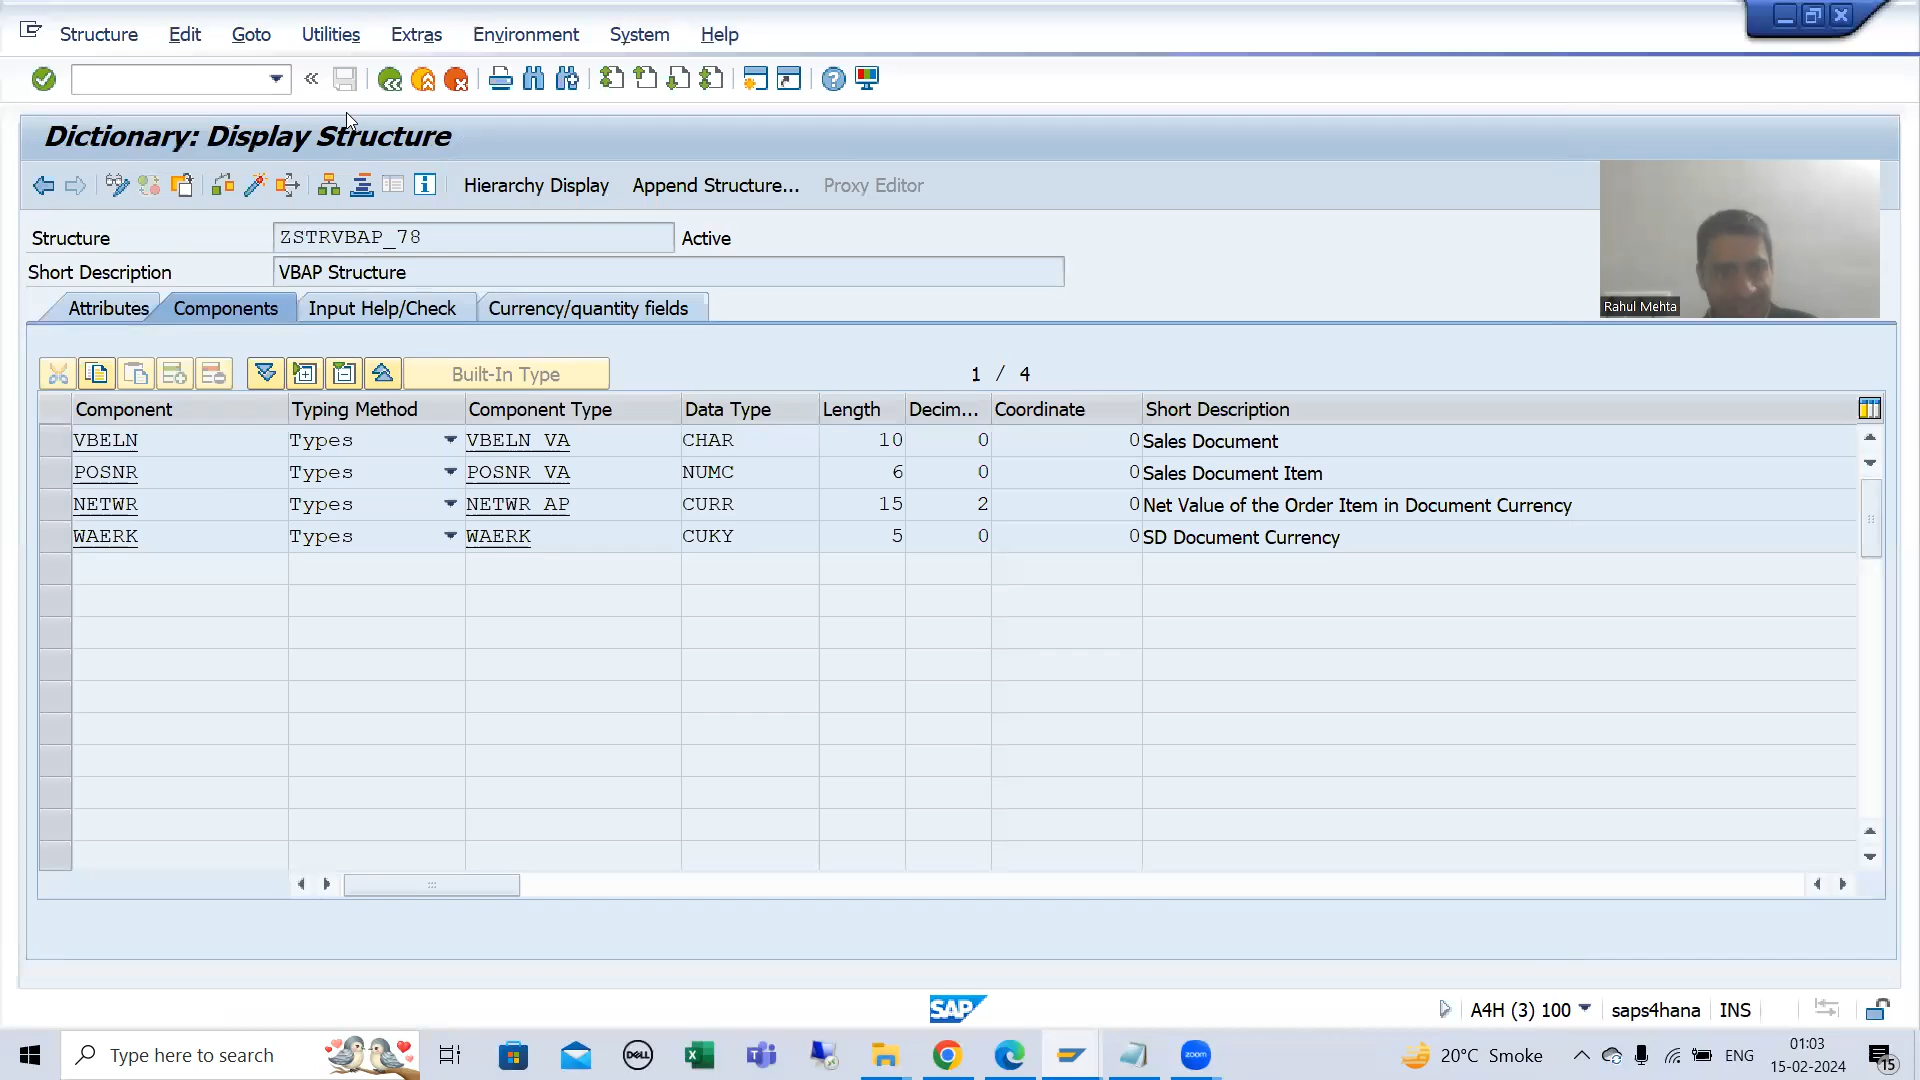 Structure Edit Goto Utilities Extras Environment System Help
Dictionary: Display Structure
Hierarchy Display Append Structure... Proxy Editor
Structure ZSTRVBAP_78 Active
Short Description VBAP Structure
Rahul Mehta
Attributes Components Input Help/Check Currency/quantity fields
Built-In Type 1 / 4
Component Typing Method Component Type Data Type Length Decim... Coordinate Short Description
VBELN Types VBELN_VA CHAR 10 0 0 Sales Document
POSNR Types POSNR_VA NUMC 6 0 0 Sales Document Item
NETWR Types NETWR_AP CURR 15 2 0 Net Value of the Order Item in Document Currency
WAERK Types WAERK CUKY 5 0 0 SD Document Currency
SAP A4H (3) 100 saps4hana INS
Type here to search DELL zoom 20°C Smoke ENG 01:03
15-02-2024 15